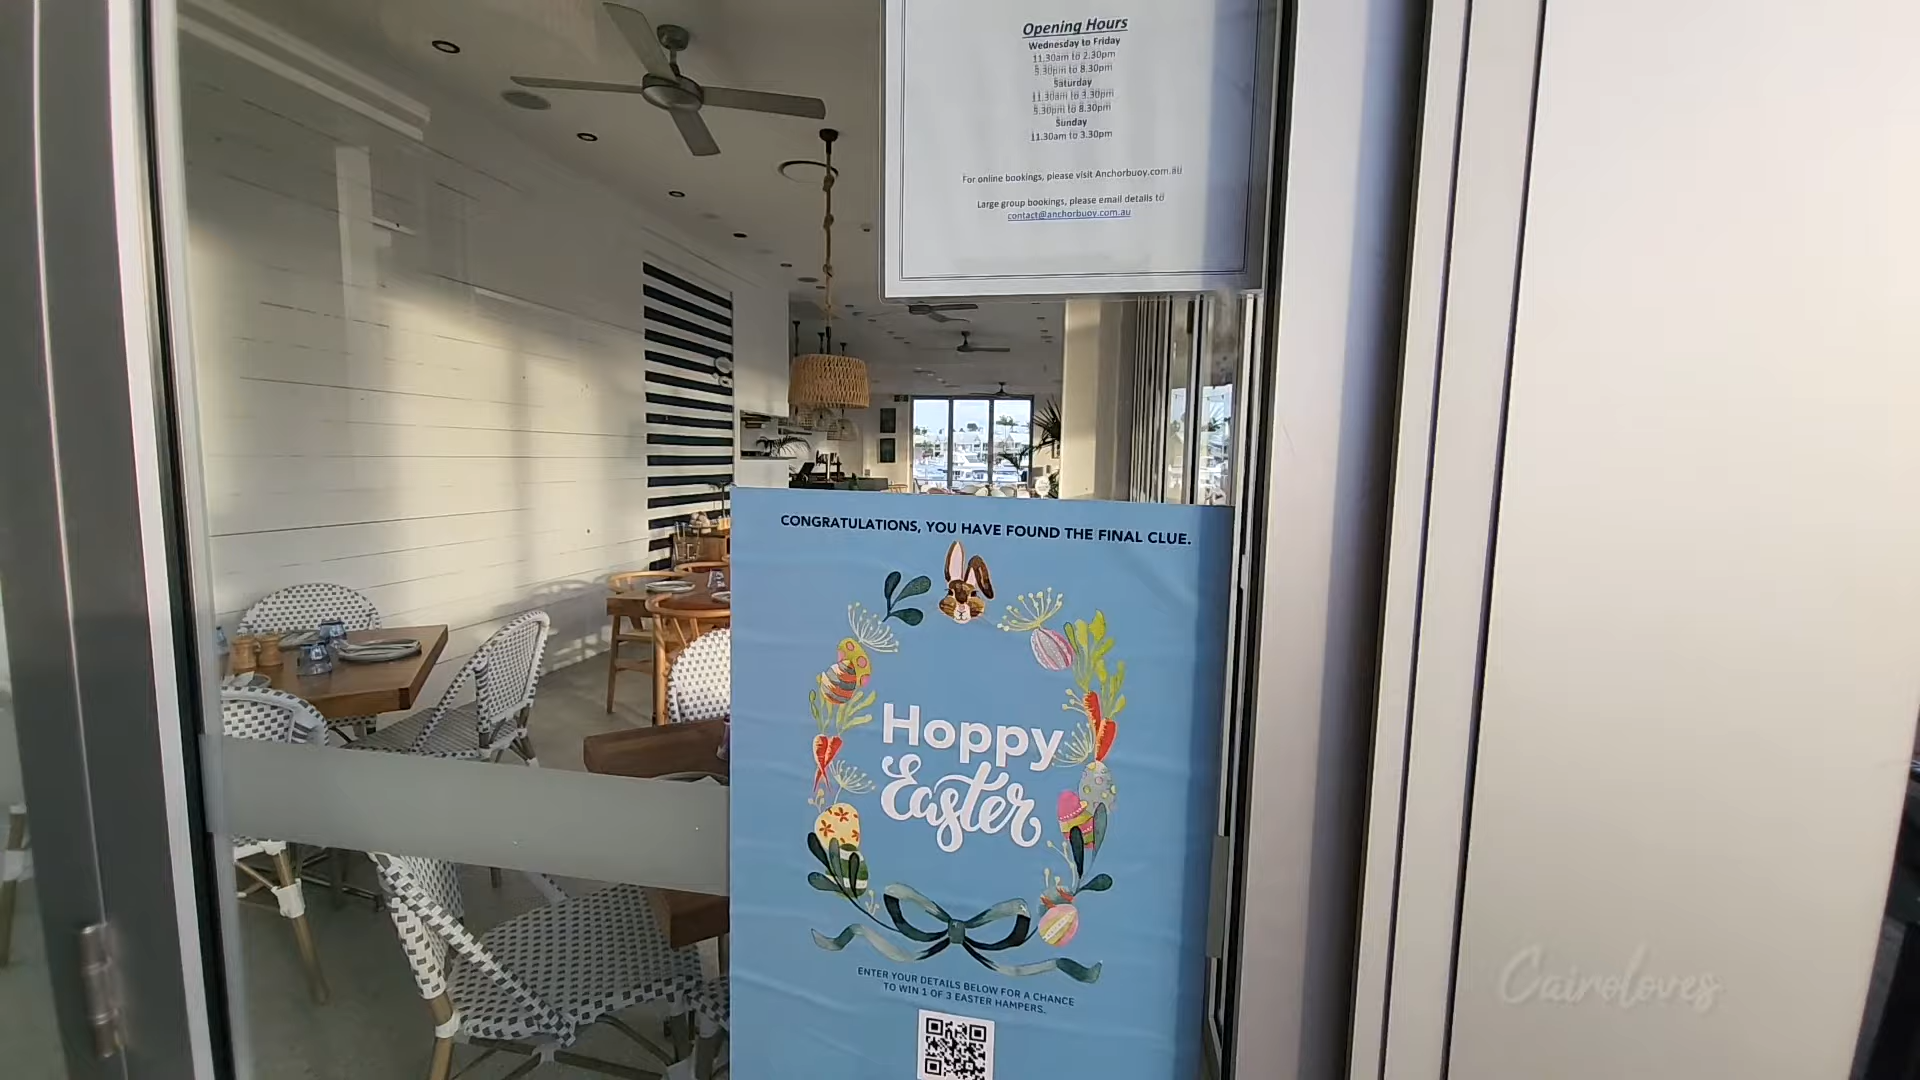 Opening Hours
Wednesday to Friday
11.30am to 2.30pm
5.30pm to 8.30pm
Saturday
11.30am to 3.30pm
5.30pm to 8.30pm
Sunday
11.30am to 3.30pm
For online bookings, please visit Anchorbuoy.com.au
Large group bookings, please email details to
contact@anchorbuoy.com.au
CONGRATULATIONS, YOU HAVE FOUND THE FINAL CLUE.
Hoppy
Easter
ENTER YOUR DETAILS BELOW FOR A CHANCE
TO WIN 1 OF 3 EASTER HAMPERS.
Cairoloves